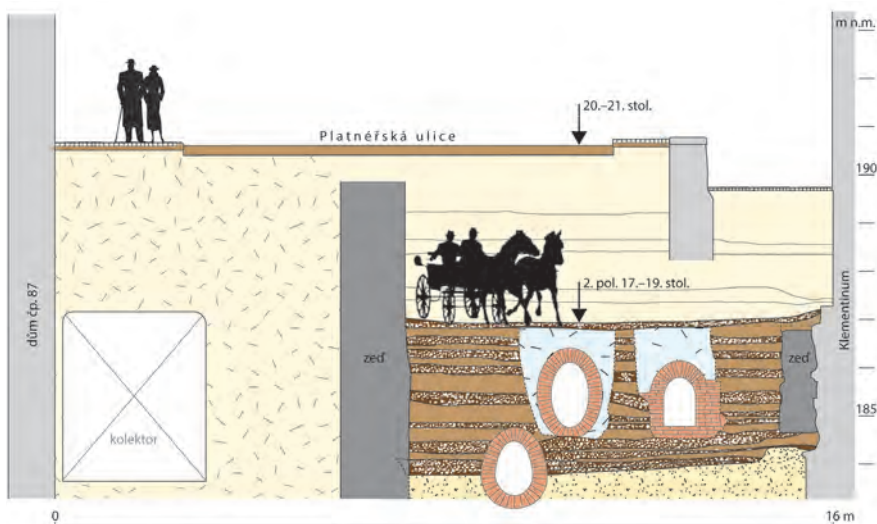 m n.m.
20.–21. stol.
Platnéřská ulice
190
2. pol. 17.–19. stol.
dům čp. 87
zeď
zeď
Klementinum
185
kolektor
0
16 m